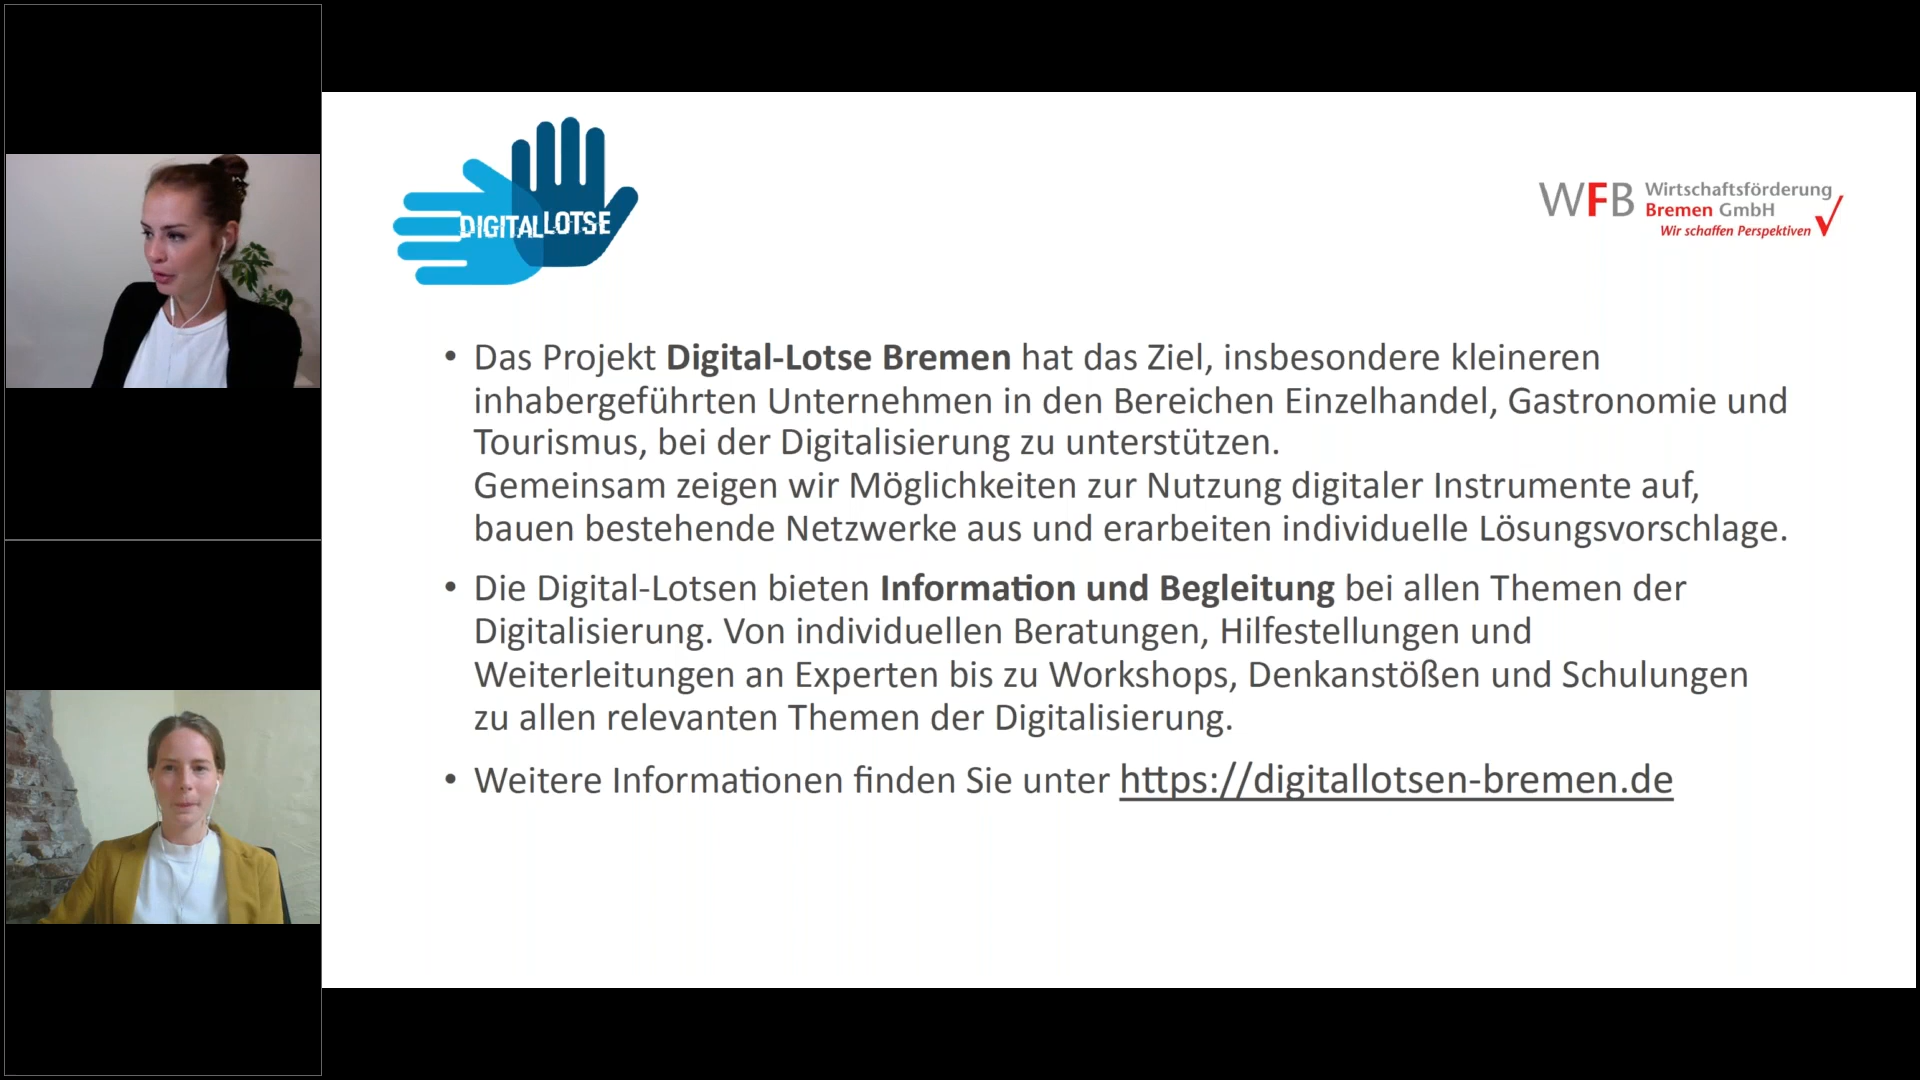 DIGITALLOTSE
WFB Wirtschaftsförderung
Bremen GmbH
Wir schaffen Perspektiven
• Das Projekt Digital-Lotse Bremen hat das Ziel, insbesondere kleineren
inhabergeführten Unternehmen in den Bereichen Einzelhandel, Gastronomie und
Tourismus, bei der Digitalisierung zu unterstützen.
Gemeinsam zeigen wir Möglichkeiten zur Nutzung digitaler Instrumente auf,
bauen bestehende Netzwerke aus und erarbeiten individuelle Lösungsvorschlage.
• Die Digital-Lotsen bieten Information und Begleitung bei allen Themen der
Digitalisierung. Von individuellen Beratungen, Hilfestellungen und
Weiterleitungen an Experten bis zu Workshops, Denkanstößen und Schulungen
zu allen relevanten Themen der Digitalisierung.
• Weitere Informationen finden Sie unter https://digitallotsen-bremen.de